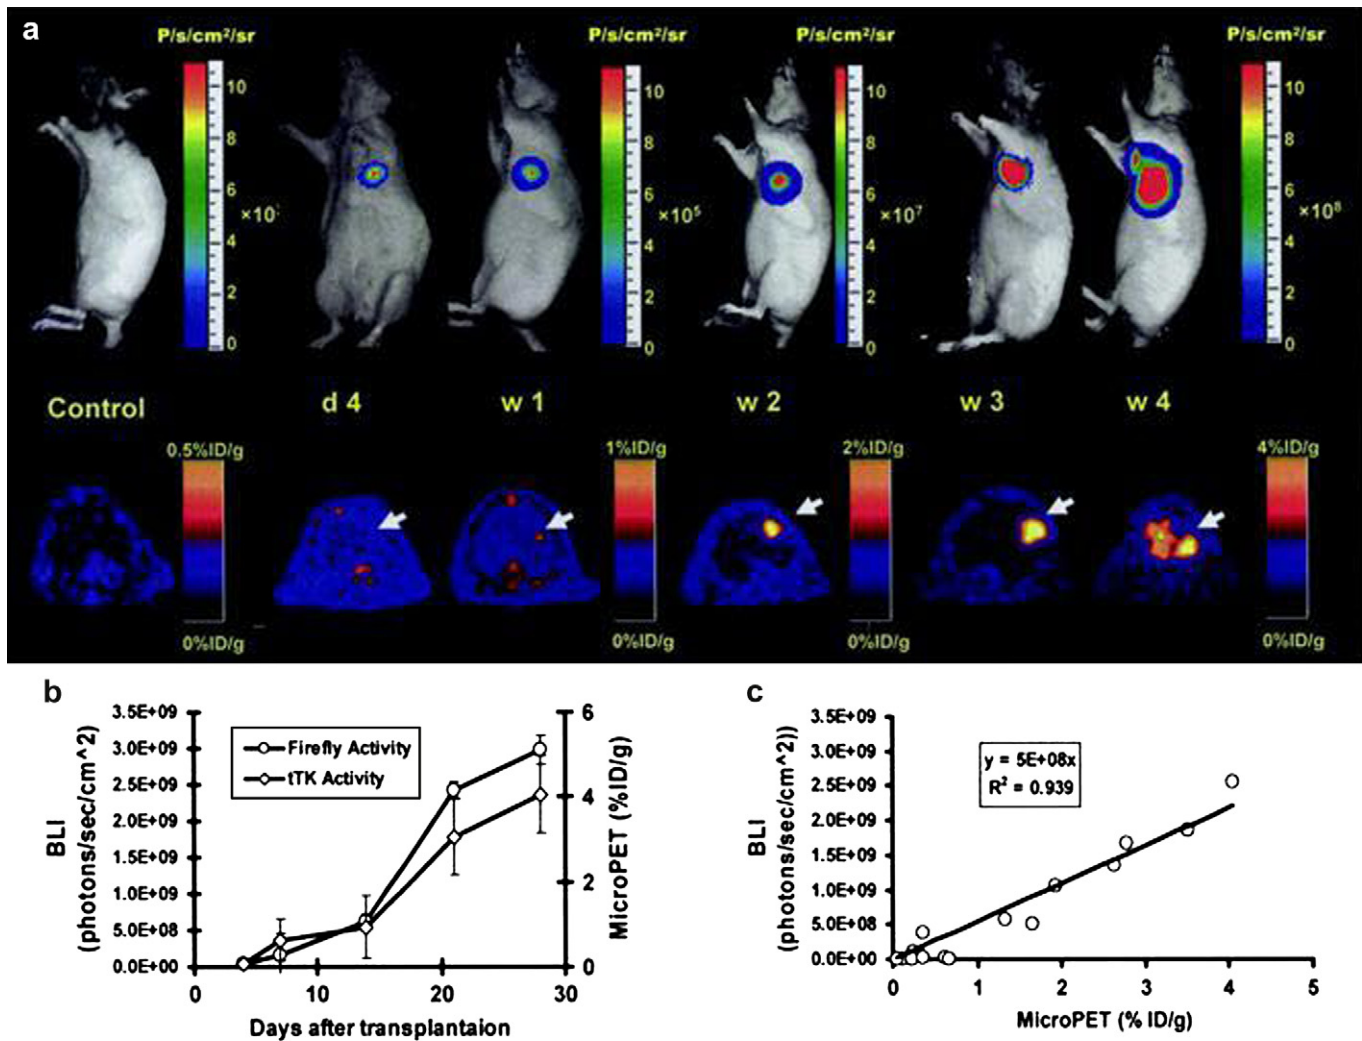 a
P/s/cm²/sr P/s/cm²/sr P/s/cm²/sr P/s/cm²/sr
10 10 10 10
8 8 8 8
6 6 6 6
×10 ×10⁵ ×10⁷ ×10⁸
4 4 4 4
2 2 2 2
0 0 0 0
Control d 4 w 1 w 2 w 3 w 4
0.5%ID/g 1%ID/g 2%ID/g 4%ID/g
0%ID/g 0%ID/g 0%ID/g 0%ID/g
b
BLI
(photons/sec/cm^2)
3.5E+09
3.0E+09
2.5E+09
2.0E+09
1.5E+09
1.0E+09
5.0E+08
0.0E+00
Firefly Activity
tTK Activity
6
4
2
0
MicroPET (%ID/g)
0 10 20 30
Days after transplantaion
c
BLI
(photons/sec/cm^2))
3.5E+09
3.0E+09
2.5E+09
2.0E+09
1.5E+09
1.0E+09
5.0E+08
0.0E+00
y = 5E+08x
R² = 0.939
0 1 2 3 4 5
MicroPET (% ID/g)